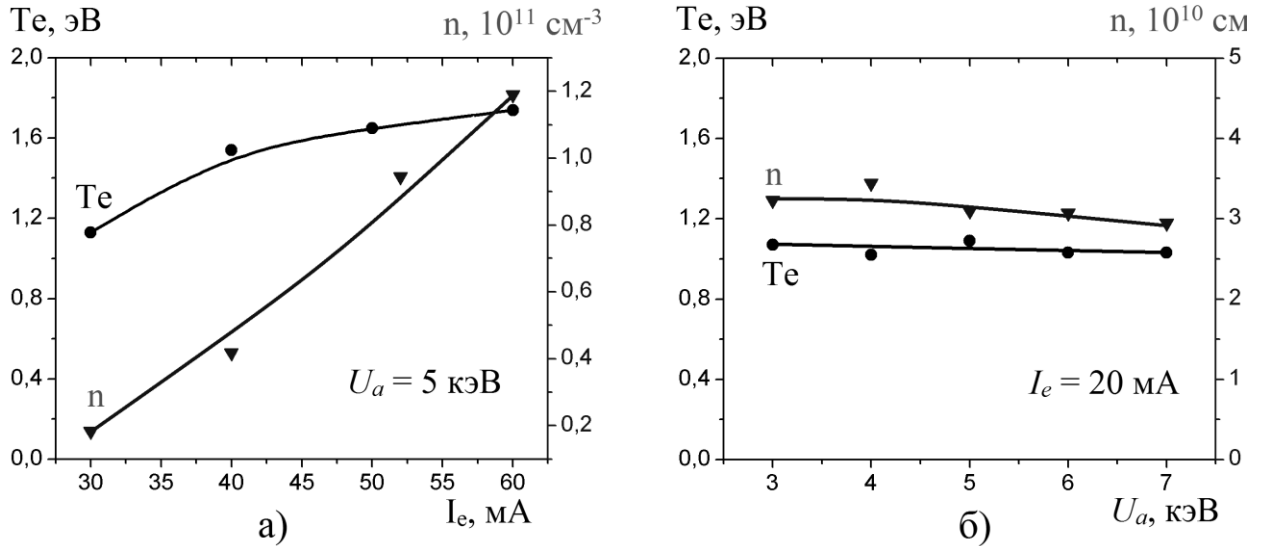 Te, эВ n, 10¹¹ см⁻³
2,0
1,6
1,2
0,8
0,4
0,0
1,2
1,0
0,8
0,6
0,4
0,2
Te
n
Uₐ = 5 кэВ
30 35 40 45 50 55 60
Iₑ, мА
а)
Te, эВ n, 10¹⁰ см
2,0
1,6
1,2
0,8
0,4
0,0
5
4
3
2
1
0
n
Te
Iₑ = 20 мА
3 4 5 6 7
Uₐ, кэВ
б)